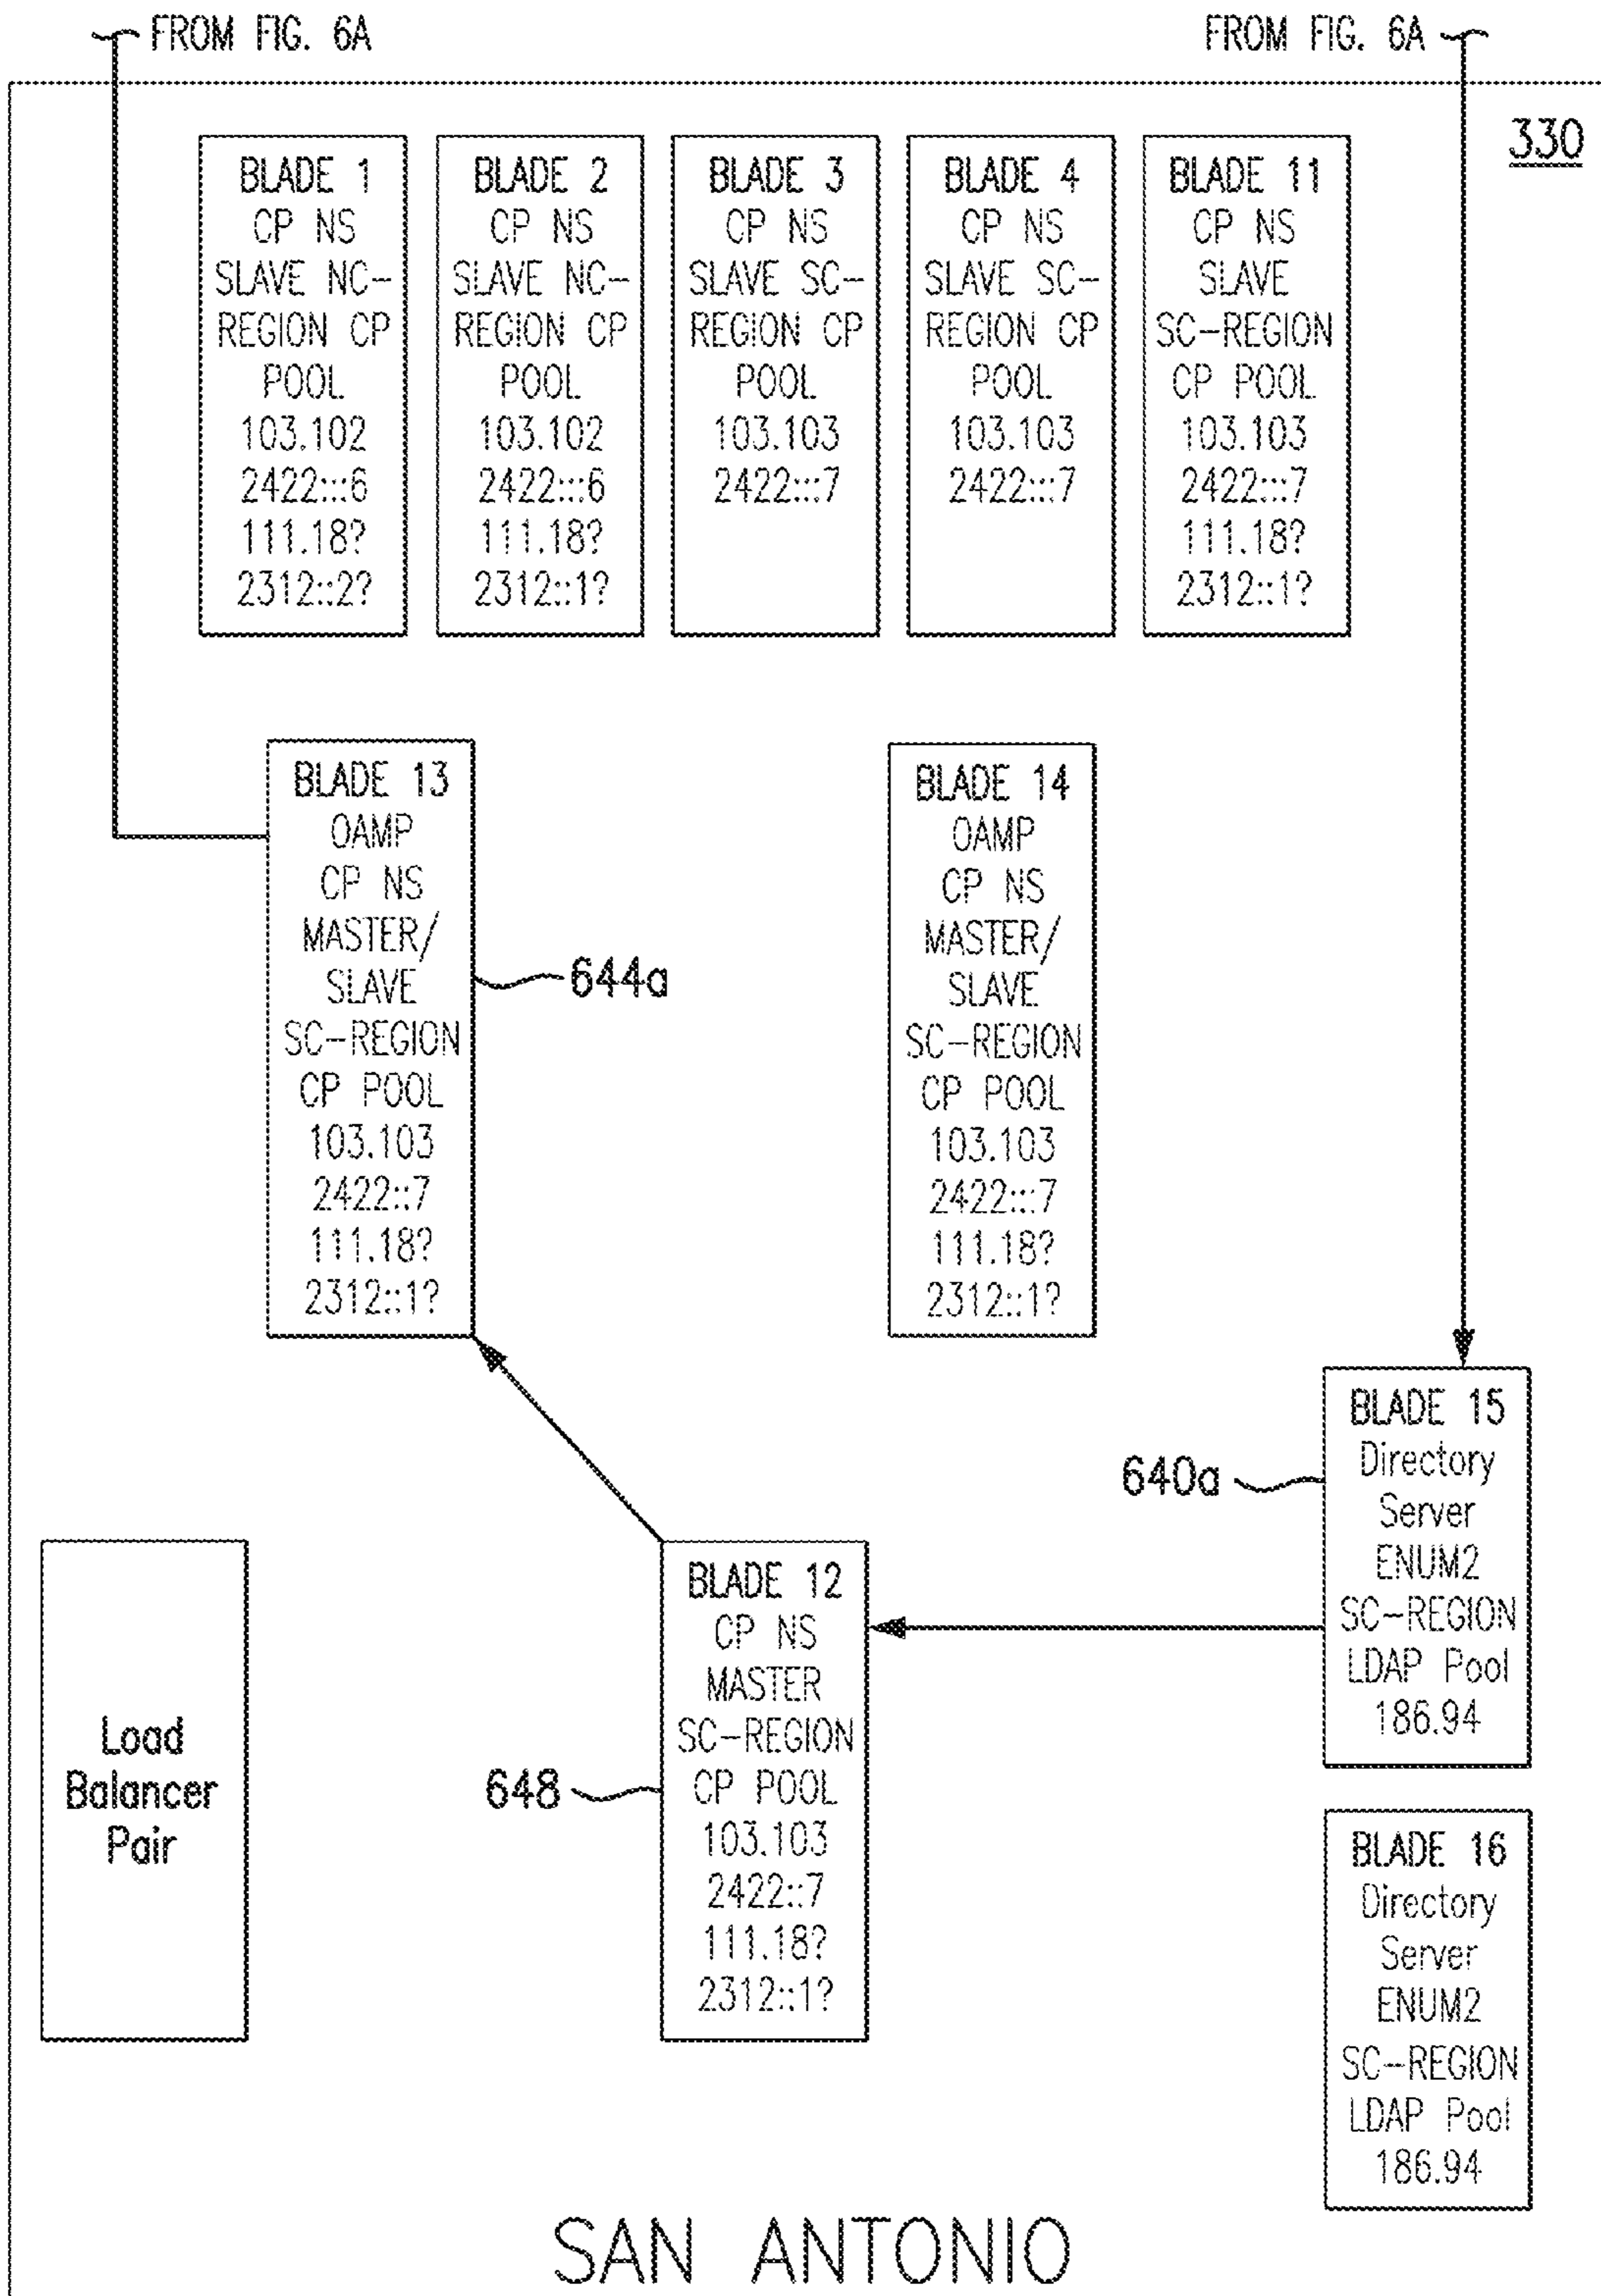 FROM FIG. 6A
FROM FIG. 6A
330
BLADE 1
CP NS
SLAVE NC-
REGION CP
POOL
103.102
2422:::6
111.18?
2312::2?
BLADE 2
CP NS
SLAVE NC-
REGION CP
POOL
103.102
2422:::6
111.18?
2312::1?
BLADE 3
CP NS
SLAVE SC-
REGION CP
POOL
103.103
2422:::7
BLADE 4
CP NS
SLAVE SC-
REGION CP
POOL
103.103
2422:::7
BLADE 11
CP NS
SLAVE
SC-REGION
CP POOL
103.103
2422:::7
111.18?
2312::1?
BLADE 13
OAMP
CP NS
MASTER/
SLAVE
SC-REGION
CP POOL
103.103
2422::7
111.18?
2312::1?
644a
BLADE 14
OAMP
CP NS
MASTER/
SLAVE
SC-REGION
CP POOL
103.103
2422:::7
111.18?
2312::1?
BLADE 15
Directory
Server
ENUM2
SC-REGION
LDAP Pool
186.94
640a
Load
Balancer
Pair
BLADE 12
CP NS
MASTER
SC-REGION
CP POOL
103.103
2422::7
111.18?
2312::1?
648
BLADE 16
Directory
Server
ENUM2
SC-REGION
LDAP Pool
186.94
SAN ANTONIO